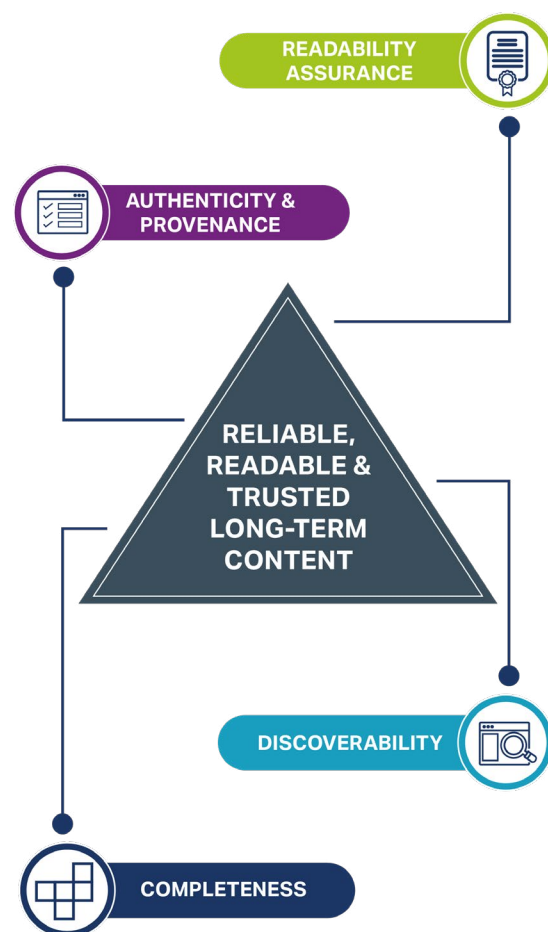 READABILITY
ASSURANCE
AUTHENTICITY &
PROVENANCE
RELIABLE,
READABLE &
TRUSTED
LONG-TERM
CONTENT
DISCOVERABILITY
COMPLETENESS